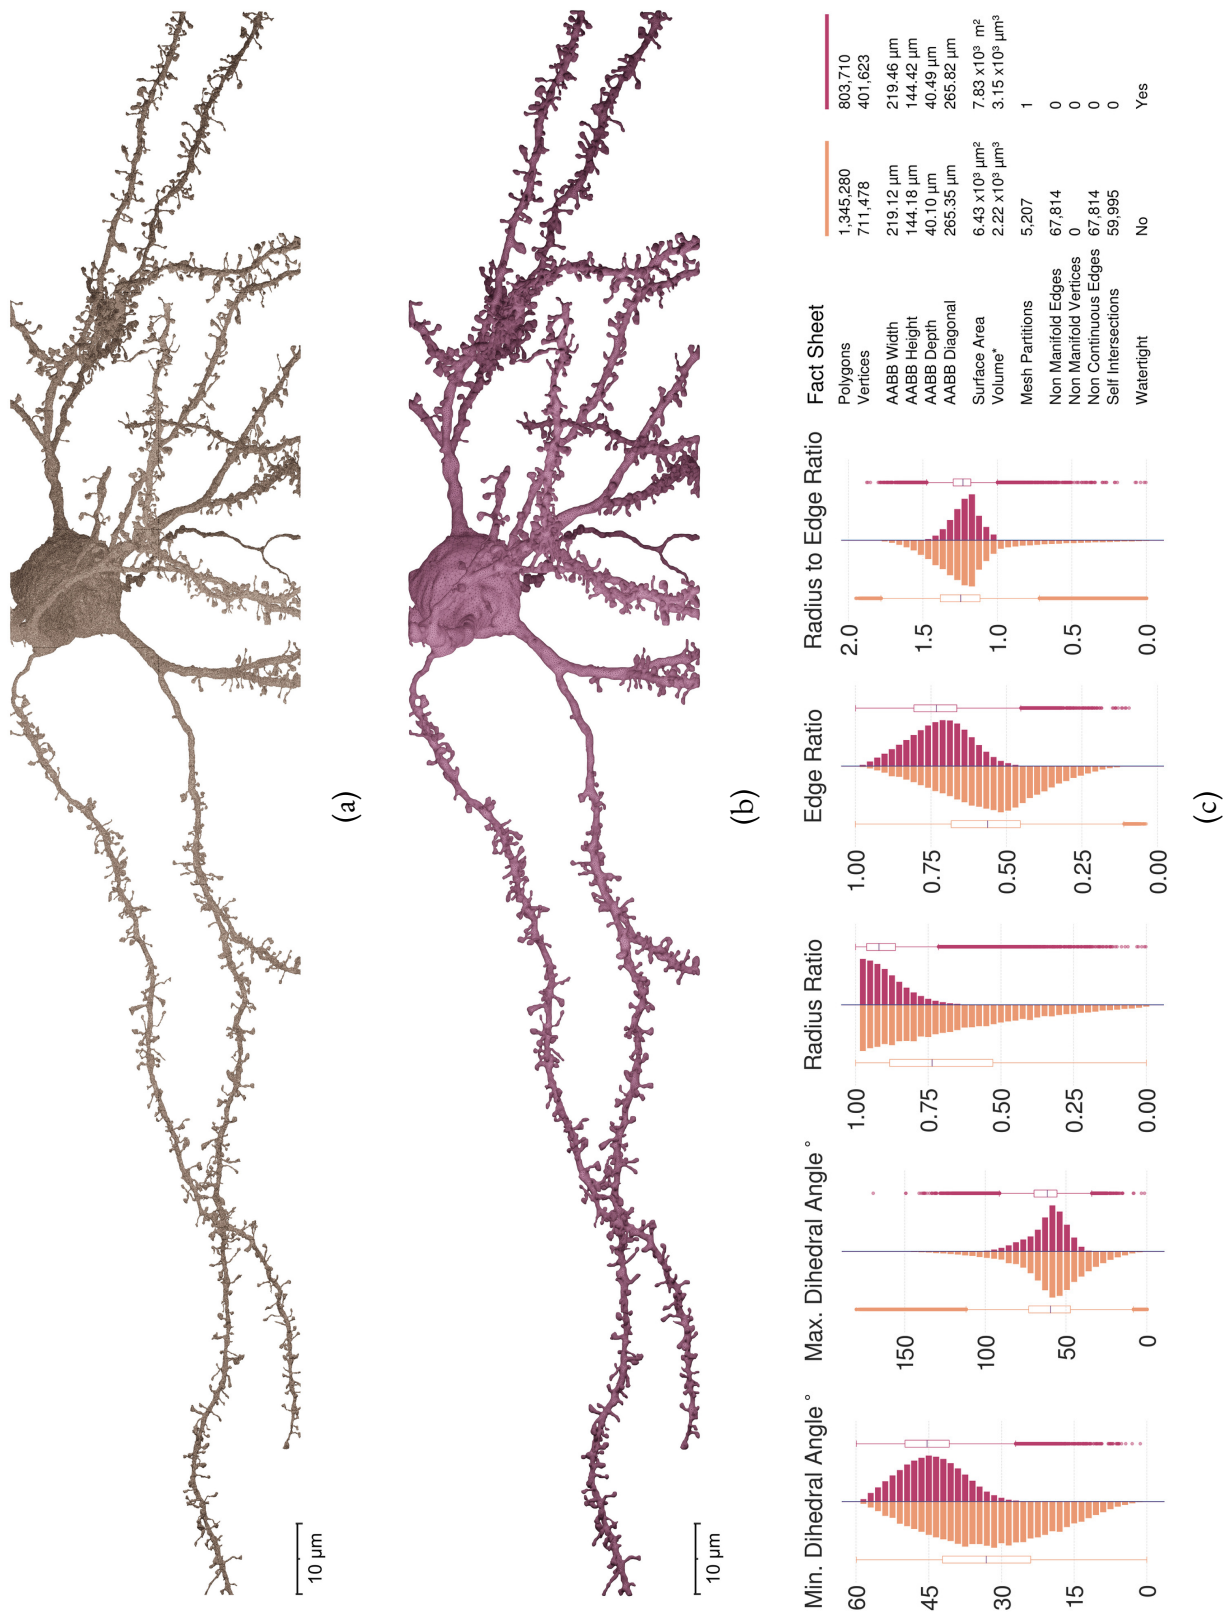 10 μm
(a)
10 μm
(b)
Min. Dihedral Angle °
60
45
30
15
0
Max. Dihedral Angle °
150
100
50
0
Radius Ratio
1.00
0.75
0.50
0.25
0.00
Edge Ratio
1.00
0.75
0.50
0.25
0.00
Radius to Edge Ratio
2.0
1.5
1.0
0.5
0.0
Fact Sheet
Polygons 1,345,280 803,710
Vertices 711,478 401,623
AABB Width 219.12 μm 219.46 μm
AABB Height 144.18 μm 144.42 μm
AABB Depth 40.10 μm 40.49 μm
AABB Diagonal 265.35 μm 265.82 μm
Surface Area 6.43 x10³ μm² 7.83 x10³ m²
Volume* 2.22 x10³ μm³ 3.15 x10³ μm³
Mesh Partitions 5,207 1
Non Manifold Edges 67,814 0
Non Manifold Vertices 0 0
Non Continuous Edges 67,814 0
Self Intersections 59,995 0
Watertight No Yes
(c)